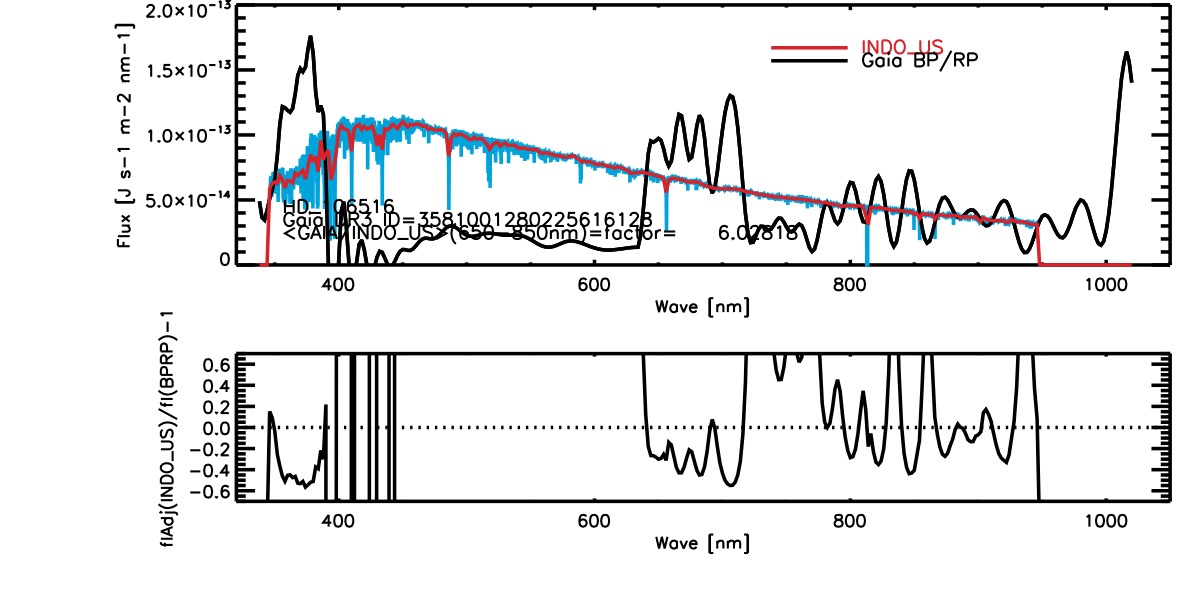 2.0×10−13
1.5×10−13
1.0×10−13
5.0×10−14
0
Flux [J s−1 m−2 nm−1]
INDO_US
Gaia BP/RP
HD 106516
Gaia DR3 ID=3581001280225616128
<GAIA/INDO_US>(650−850nm)=factor= 6.02818
400 600 800 1000
Wave [nm]
flAdj(INDO_US)/fl(BPRP)−1
0.6
0.4
0.2
0.0
−0.2
−0.4
−0.6
400 600 800 1000
Wave [nm]